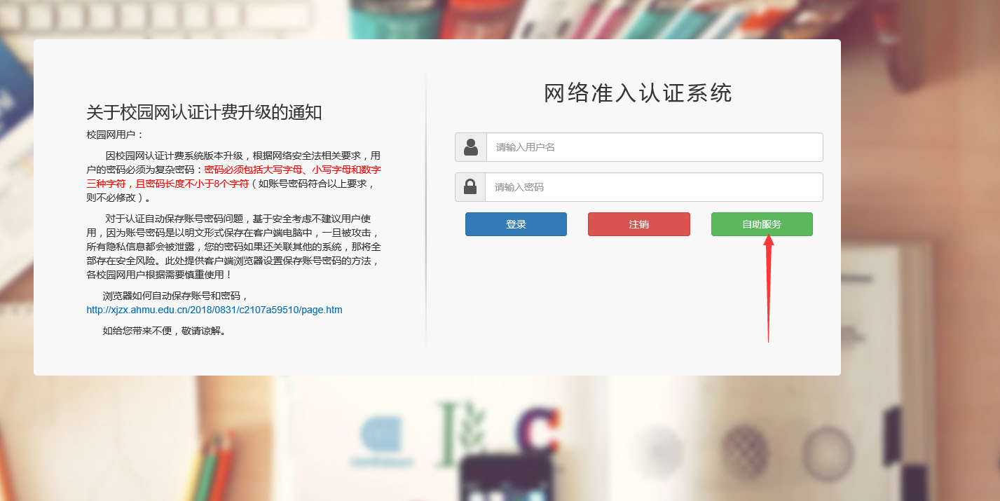 关于校园网认证计费升级的通知
校园网用户：
因校园网认证计费系统版本升级，根据网络安全法相关要求，用
户的密码必须为复杂密码：密码必须包括大写字母、小写字母和数字
三种字符，且密码长度不小于8个字符（如账号密码符合以上要求，
则不必修改）。
对于认证自动保存账号密码问题，基于安全考虑不建议用户使
用，因为账号密码是以明文形式保存在客户端电脑中，一旦被攻击，
所有隐私信息都会被泄露，您的密码如果还关联其他的系统，那将全
部存在安全风险。此处提供客户端浏览器设置保存账号密码的方法，
各校园网用户根据需要慎重使用！
浏览器如何自动保存账号和密码，
http://xjzx.ahmu.edu.cn/2018/0831/c2107a59510/page.htm
如给您带来不便，敬请谅解。
网络准入认证系统
请输入用户名
请输入密码
登录 注销 自助服务
C